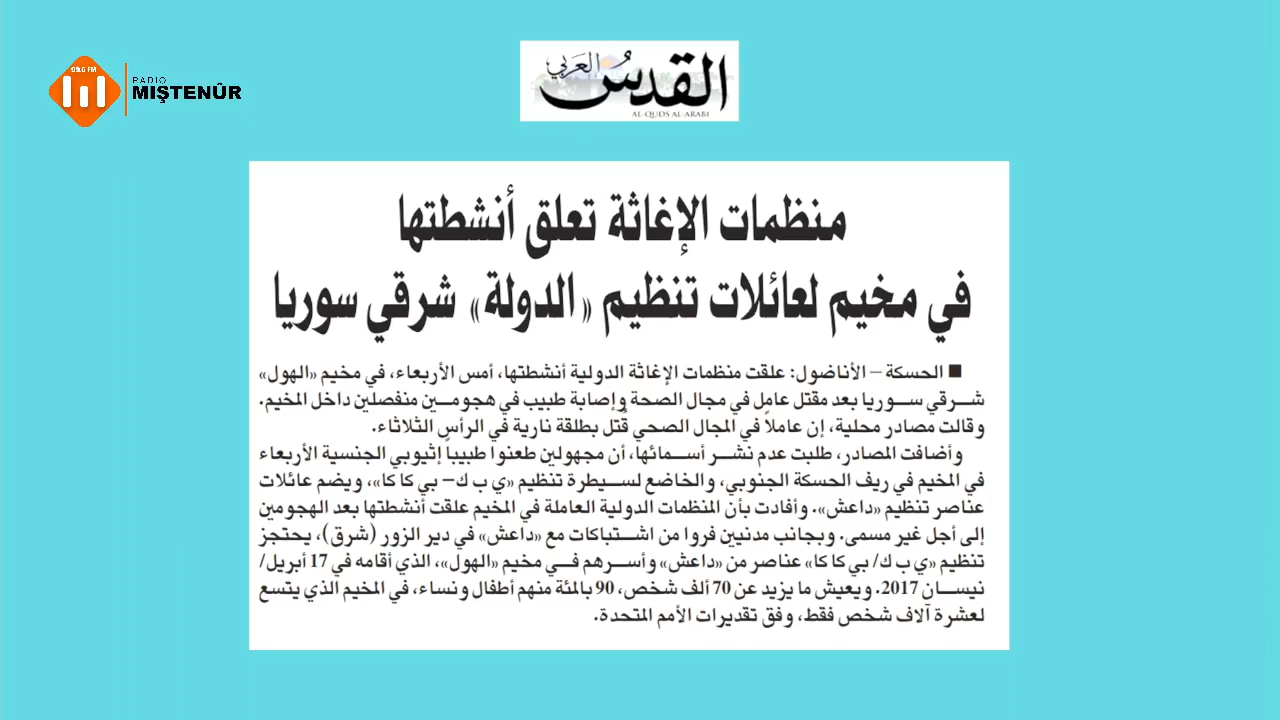 09.6 FM
RADIO
MIŞTENÛR
القدس العربي
AL-QUDS AL-ARABI
منظمات الإغاثة تعلق أنشطتها
في مخيم لعائلات تنظيم «الدولة» شرقي سوريا
■ الحسكة – الأناضول: علقت منظمات الإغاثة الدولية أنشطتها، أمس الأربعاء، في مخيم «الهول»
شرقي سوريا بعد مقتل عامل في مجال الصحة وإصابة طبيب في هجومين منفصلين داخل المخيم.
وقالت مصادر محلية، إن عاملاً في المجال الصحي قُتل بطلقة نارية في الرأس الثلاثاء.
وأضافت المصادر، طلبت عدم نشر أسمائها، أن مجهولين طعنوا طبيباً إثيوبي الجنسية الأربعاء
في المخيم في ريف الحسكة الجنوبي، والخاضع لسيطرة تنظيم «ي ب ك– بي كا كا»، ويضم عائلات
عناصر تنظيم «داعش». وأفادت بأن المنظمات الدولية العاملة في المخيم علقت أنشطتها بعد الهجومين
إلى أجل غير مسمى. وبجانب مدنيين فروا من اشتباكات مع «داعش» في دير الزور (شرق)، يحتجز
تنظيم «ي ب ك/ بي كا كا» عناصر من «داعش» وأسرهم في مخيم «الهول»، الذي أقامه في 17 أبريل/
نيسان 2017. ويعيش ما يزيد عن 70 ألف شخص، 90 بالمئة منهم أطفال ونساء، في المخيم الذي يتسع
لعشرة آلاف شخص فقط، وفق تقديرات الأمم المتحدة.